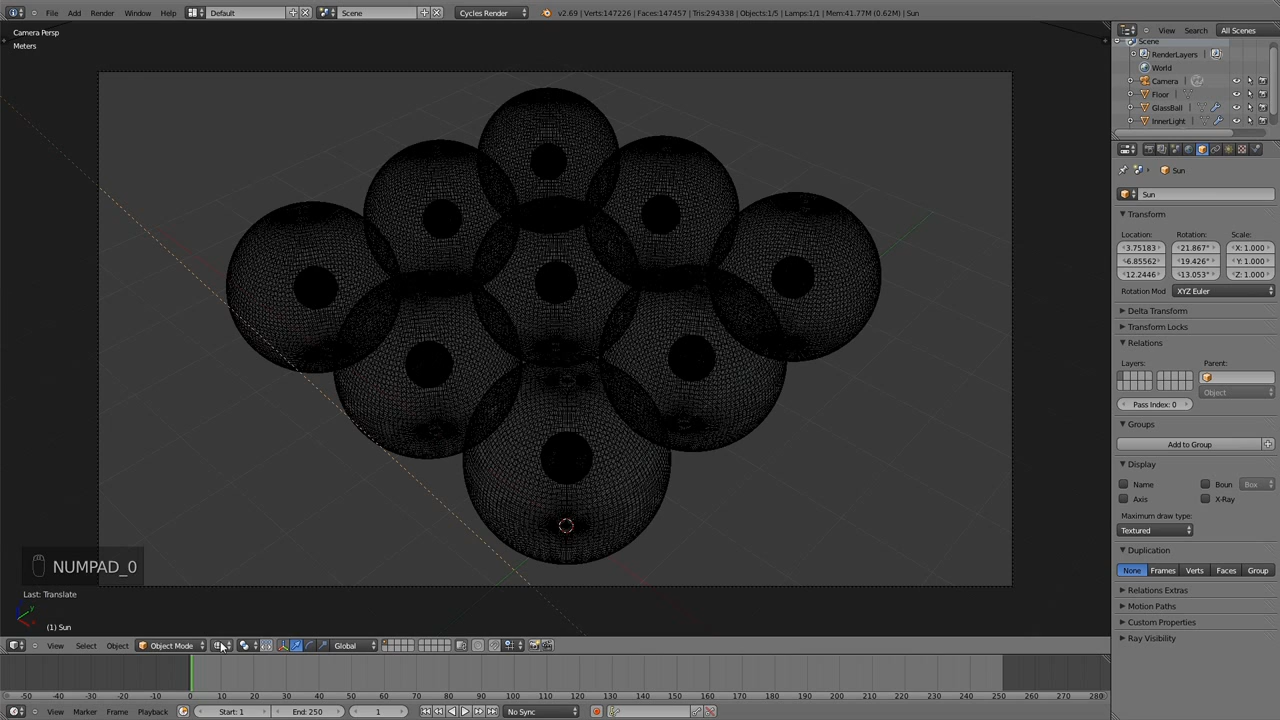 File Add Render Window Help Default Scene Cycles Render v2.69 | Verts:147226 | Faces:147457 | Tris:294338 | Objects:1/5 | Lamps:1/1 | Mem:41.77M (0.62M) | Sun
Camera Persp
Meters
View Search All Scenes
Scene
RenderLayers
World
Camera
Floor
GlassBall
InnerLight
Sun
Sun
Transform
Location: Rotation: Scale:
3.75183 21.867° X: 1.000
6.85562 19.426° Y: 1.000
12.2446 13.053° Z: 1.000
Rotation Mod XYZ Euler
Delta Transform
Transform Locks
Relations
Layers: Parent:
Object
Pass Index: 0
Groups
Add to Group
Display
Name Boun Box
Axis X-Ray
Maximum draw type:
Textured
Duplication
None Frames Verts Faces Group
Relations Extras
Motion Paths
Custom Properties
Ray Visibility
NUMPAD_0
Last: Translate
(1) Sun
View Select Object Object Mode Global
-50 -40 -30 -20 -10 0 10 20 30 40 50 60 70 80 90 100 110 120 130 140 150 160 170 180 190 200 210 220 230 240 250 260 270 280
View Marker Frame Playback Start: 1 End: 250 1 No Sync